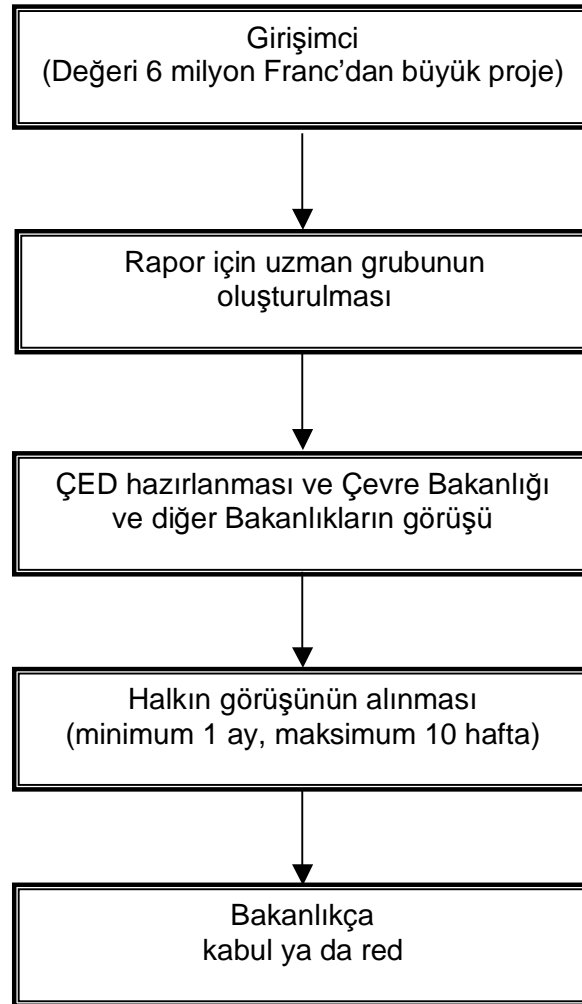 Girişimci
(Değeri 6 milyon Franc’dan büyük proje)
Rapor için uzman grubunun
oluşturulması
ÇED hazırlanması ve Çevre Bakanlığı
ve diğer Bakanlıkların görüşü
Halkın görüşünün alınması
(minimum 1 ay, maksimum 10 hafta)
Bakanlıkça
kabul ya da red